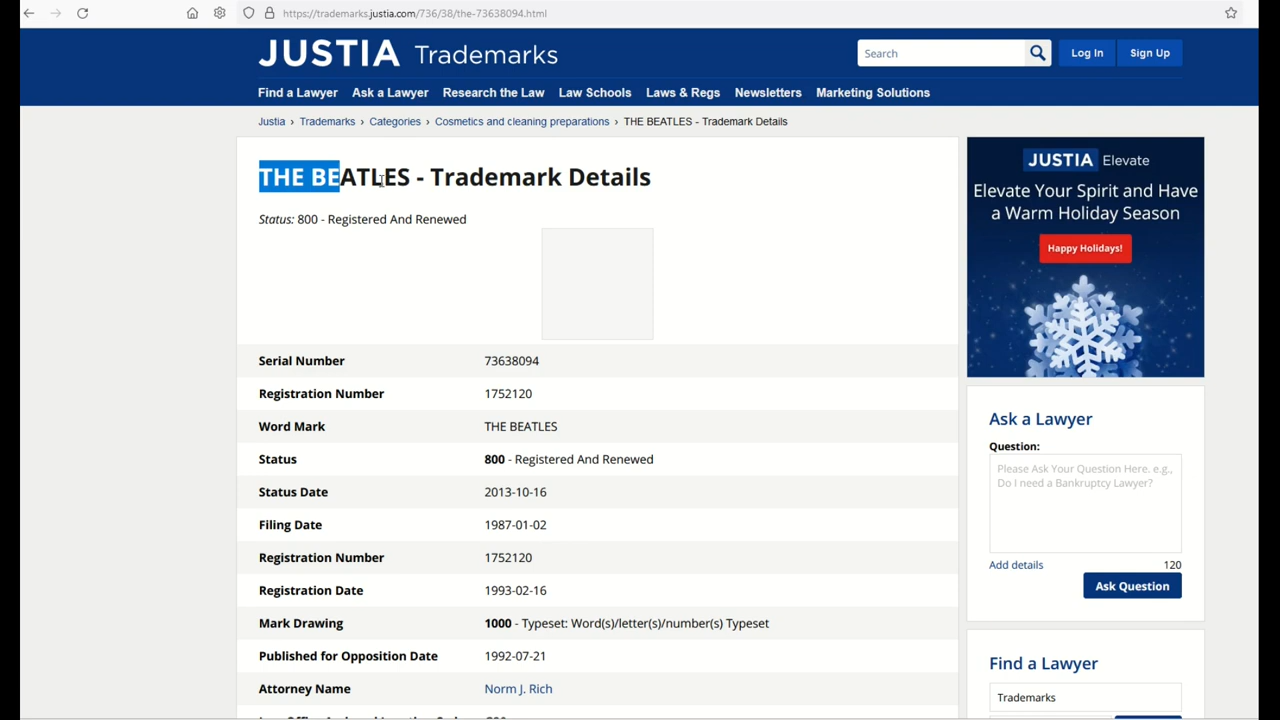 https://trademarks.justia.com/736/38/the-73638094.html
JUSTIA Trademarks
Search
Log In
Sign Up
Find a Lawyer Ask a Lawyer Research the Law Law Schools Laws & Regs Newsletters Marketing Solutions
Justia › Trademarks › Categories › Cosmetics and cleaning preparations › THE BEATLES - Trademark Details
THE BEATLES - Trademark Details
Status: 800 - Registered And Renewed
Serial Number 73638094
Registration Number 1752120
Word Mark THE BEATLES
Status 800 - Registered And Renewed
Status Date 2013-10-16
Filing Date 1987-01-02
Registration Number 1752120
Registration Date 1993-02-16
Mark Drawing 1000 - Typeset: Word(s)/letter(s)/number(s) Typeset
Published for Opposition Date 1992-07-21
Attorney Name Norm J. Rich
JUSTIA Elevate
Elevate Your Spirit and Have
a Warm Holiday Season
Happy Holidays!
Ask a Lawyer
Question:
Please Ask Your Question Here. e.g.,
Do I need a Bankruptcy Lawyer?
Add details 120
Ask Question
Find a Lawyer
Trademarks